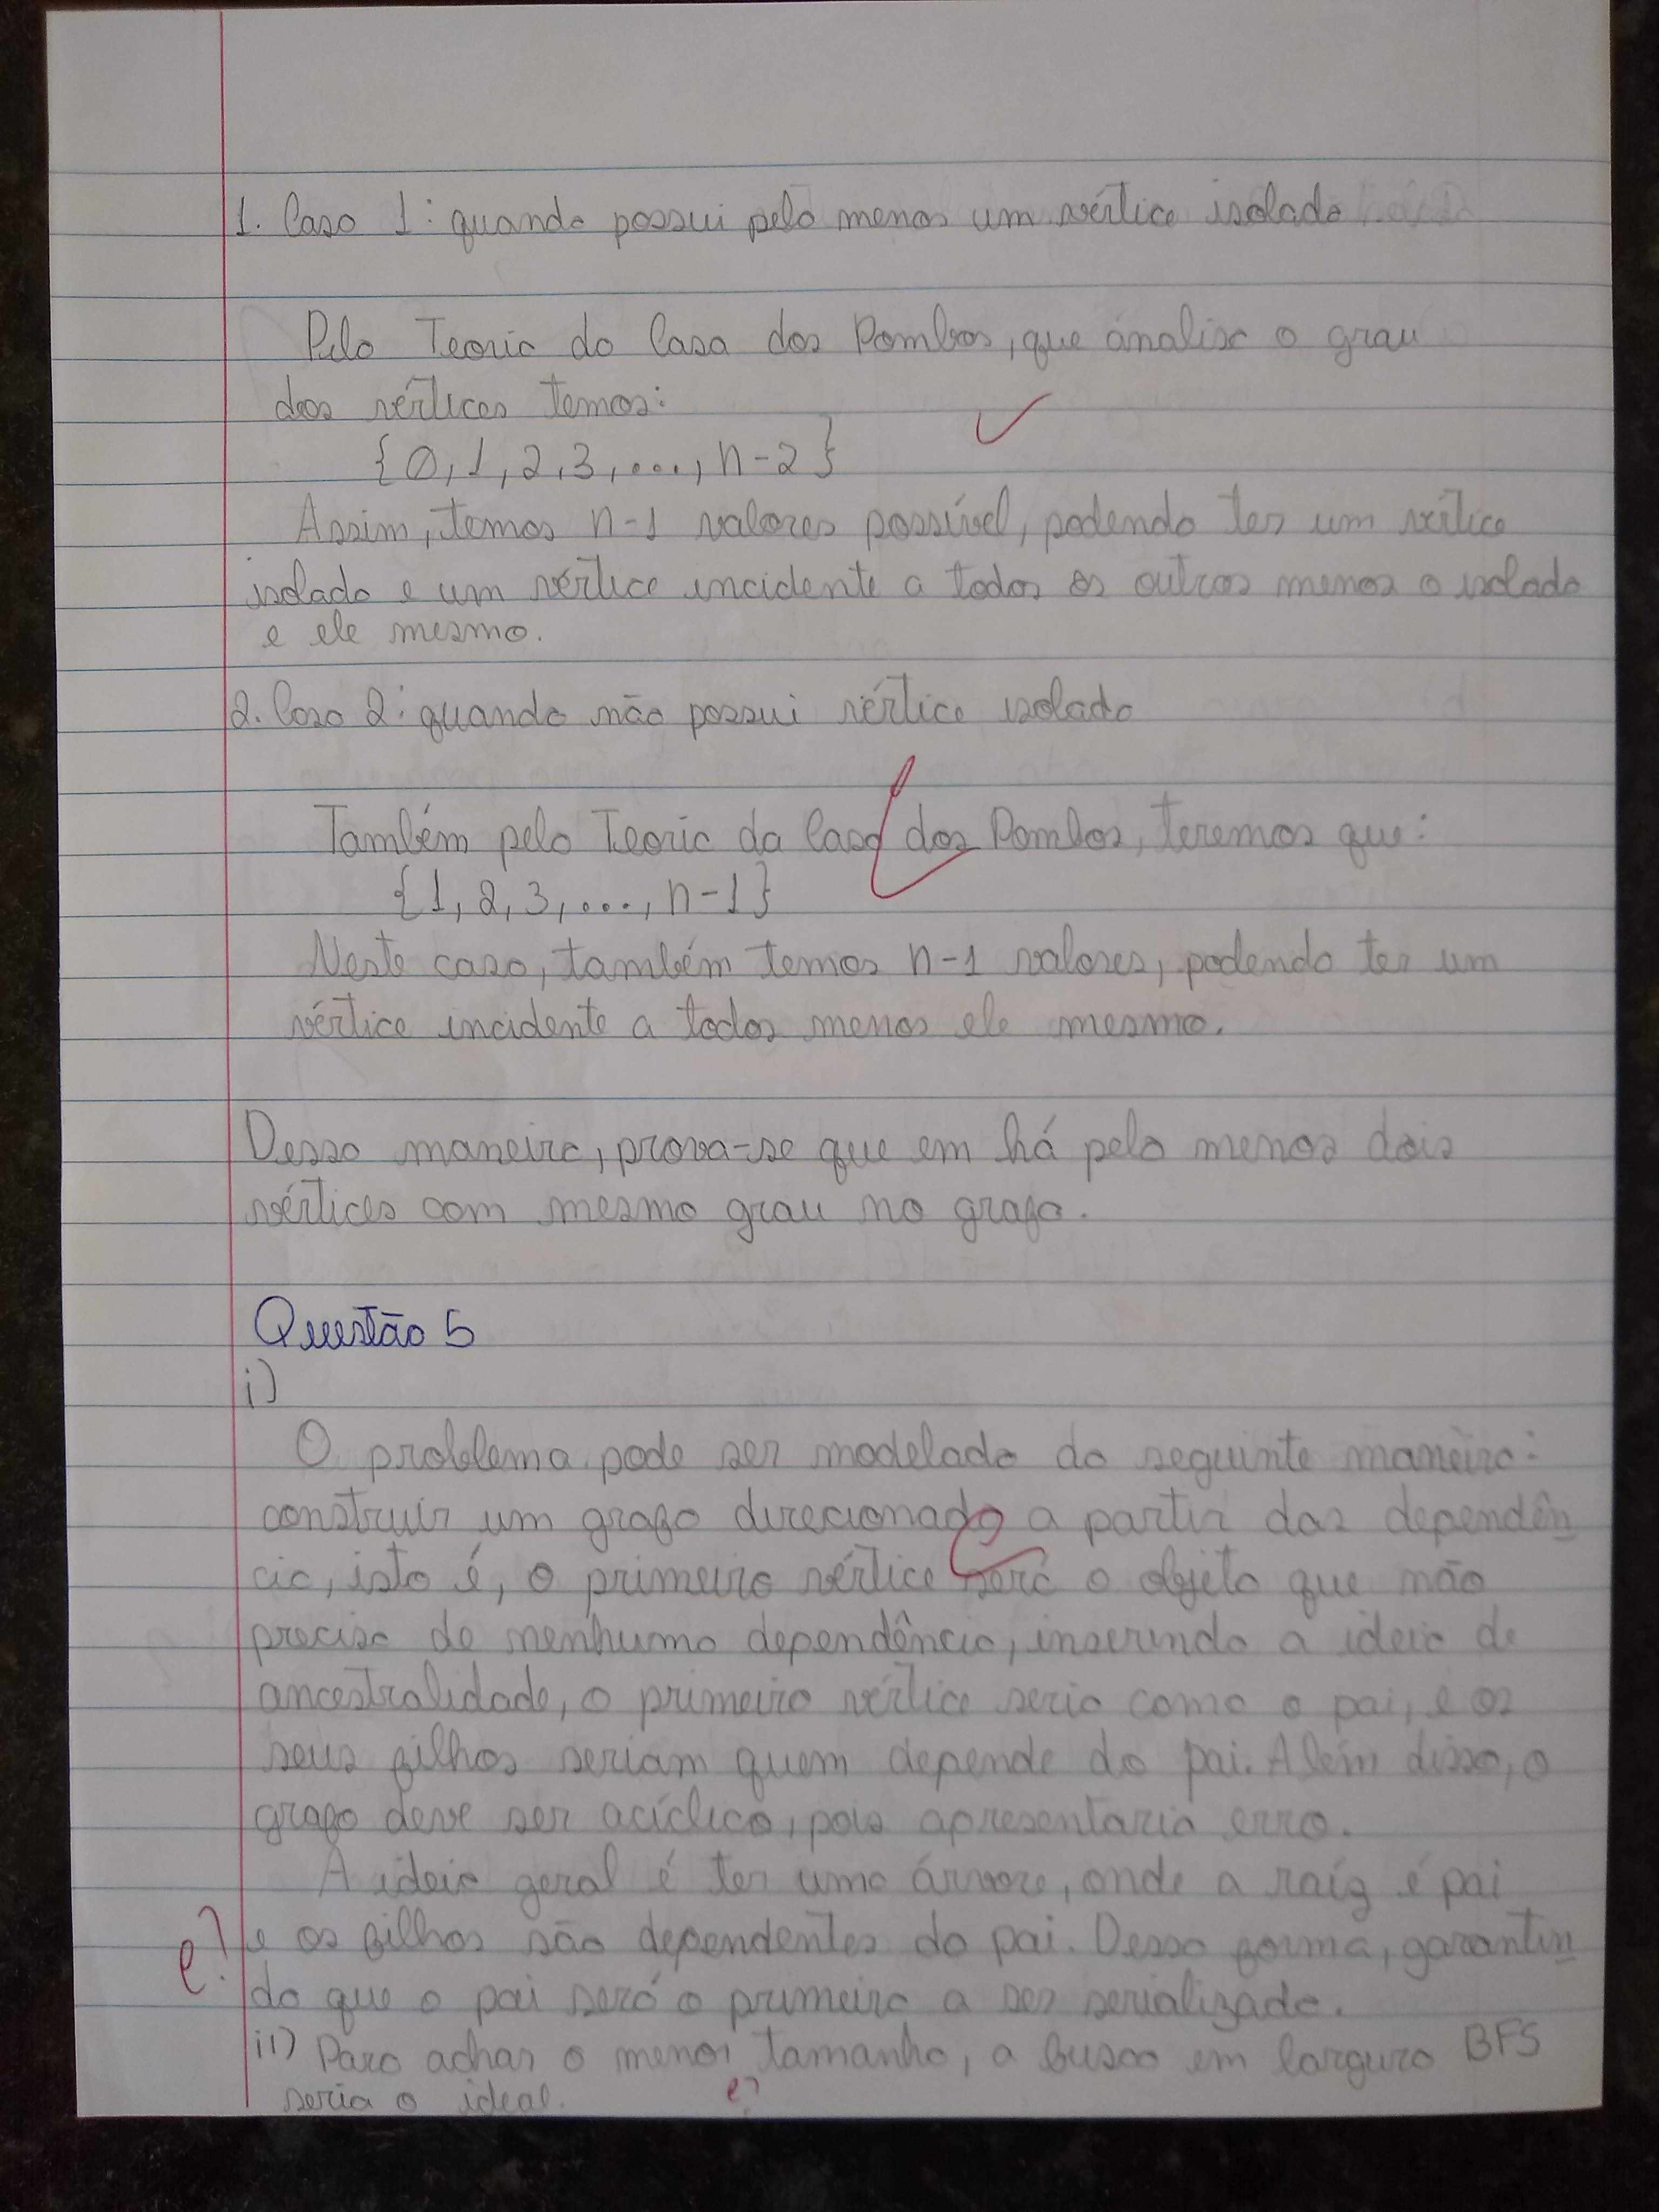 1. Caso 1: quando possui pelo menos um vértice isolado
Pelo Teoria do Casa dos Pombos, que analisa o grau
dos vértices temos:
{0, 1, 2, 3, ..., n-2}
Assim, temos n-1 valores possível, podendo ter um vértice
isolado e um vértice incidente a todos os outros menos o isolado
e ele mesmo.
2. Caso 2: quando não possui vértice isolado
Também pelo Teoria da Casa dos Pombos, teremos que:
{1, 2, 3, ..., n-1}
Neste caso, também temos n-1 valores, podendo ter um
vértice incidente a todos menos ele mesmo.
Dessa maneira, prova-se que em há pelo menos dois
vértices com mesmo grau no grafo.
Questão 5
i)
O problema pode ser modelado da seguinte maneira:
construir um grafo direcionado a partir das dependên
cia, isto é, o primeiro vértice será o objeto que não
precisa de nenhuma dependência, inserindo a ideia de
ancestralidade, o primeiro vértice seria como o pai, e os
seus filhos seriam quem depende do pai. Além disso, o
grafo deve ser acíclico, pois apresentaria erro.
A ideia geral é ter uma árvore, onde a raíz é pai
e? e os filhos são dependentes do pai. Dessa forma, garantin
do que o pai será o primeiro a ser serializado.
ii) Para achar o menor tamanho, a busca em largura BFS
seria o ideal. e?